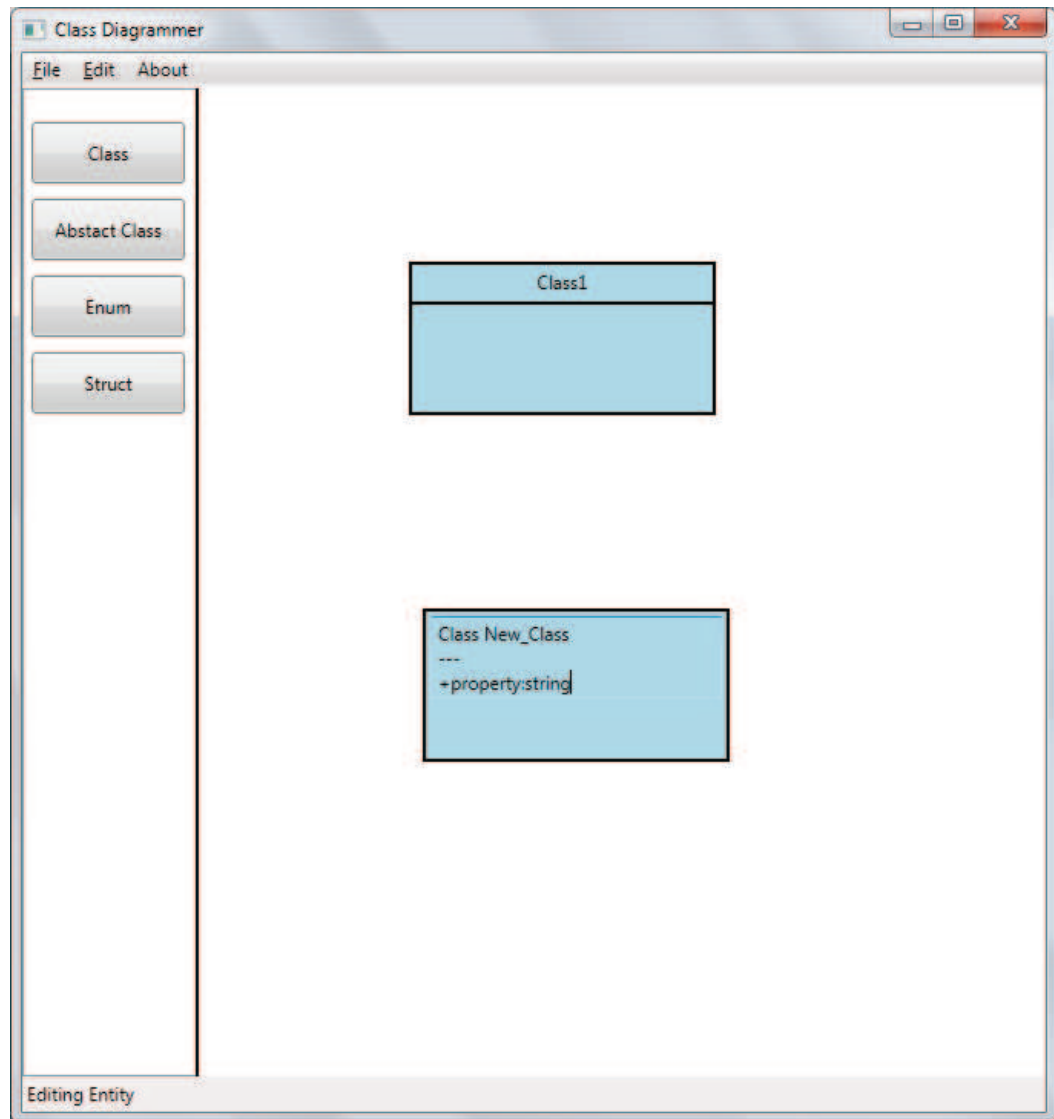 Class Diagrammer
File Edit About
Class
Abstact Class
Enum
Struct
Class1
Class New_Class
---
+property:string
Editing Entity